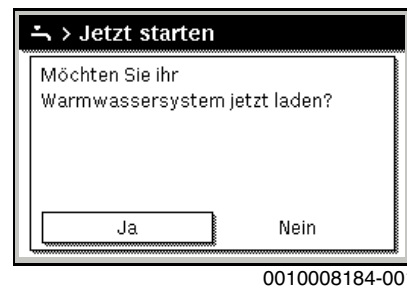 > Jetzt starten
Möchten Sie ihr
Warmwassersystem jetzt laden?
Ja Nein
0010008184-00